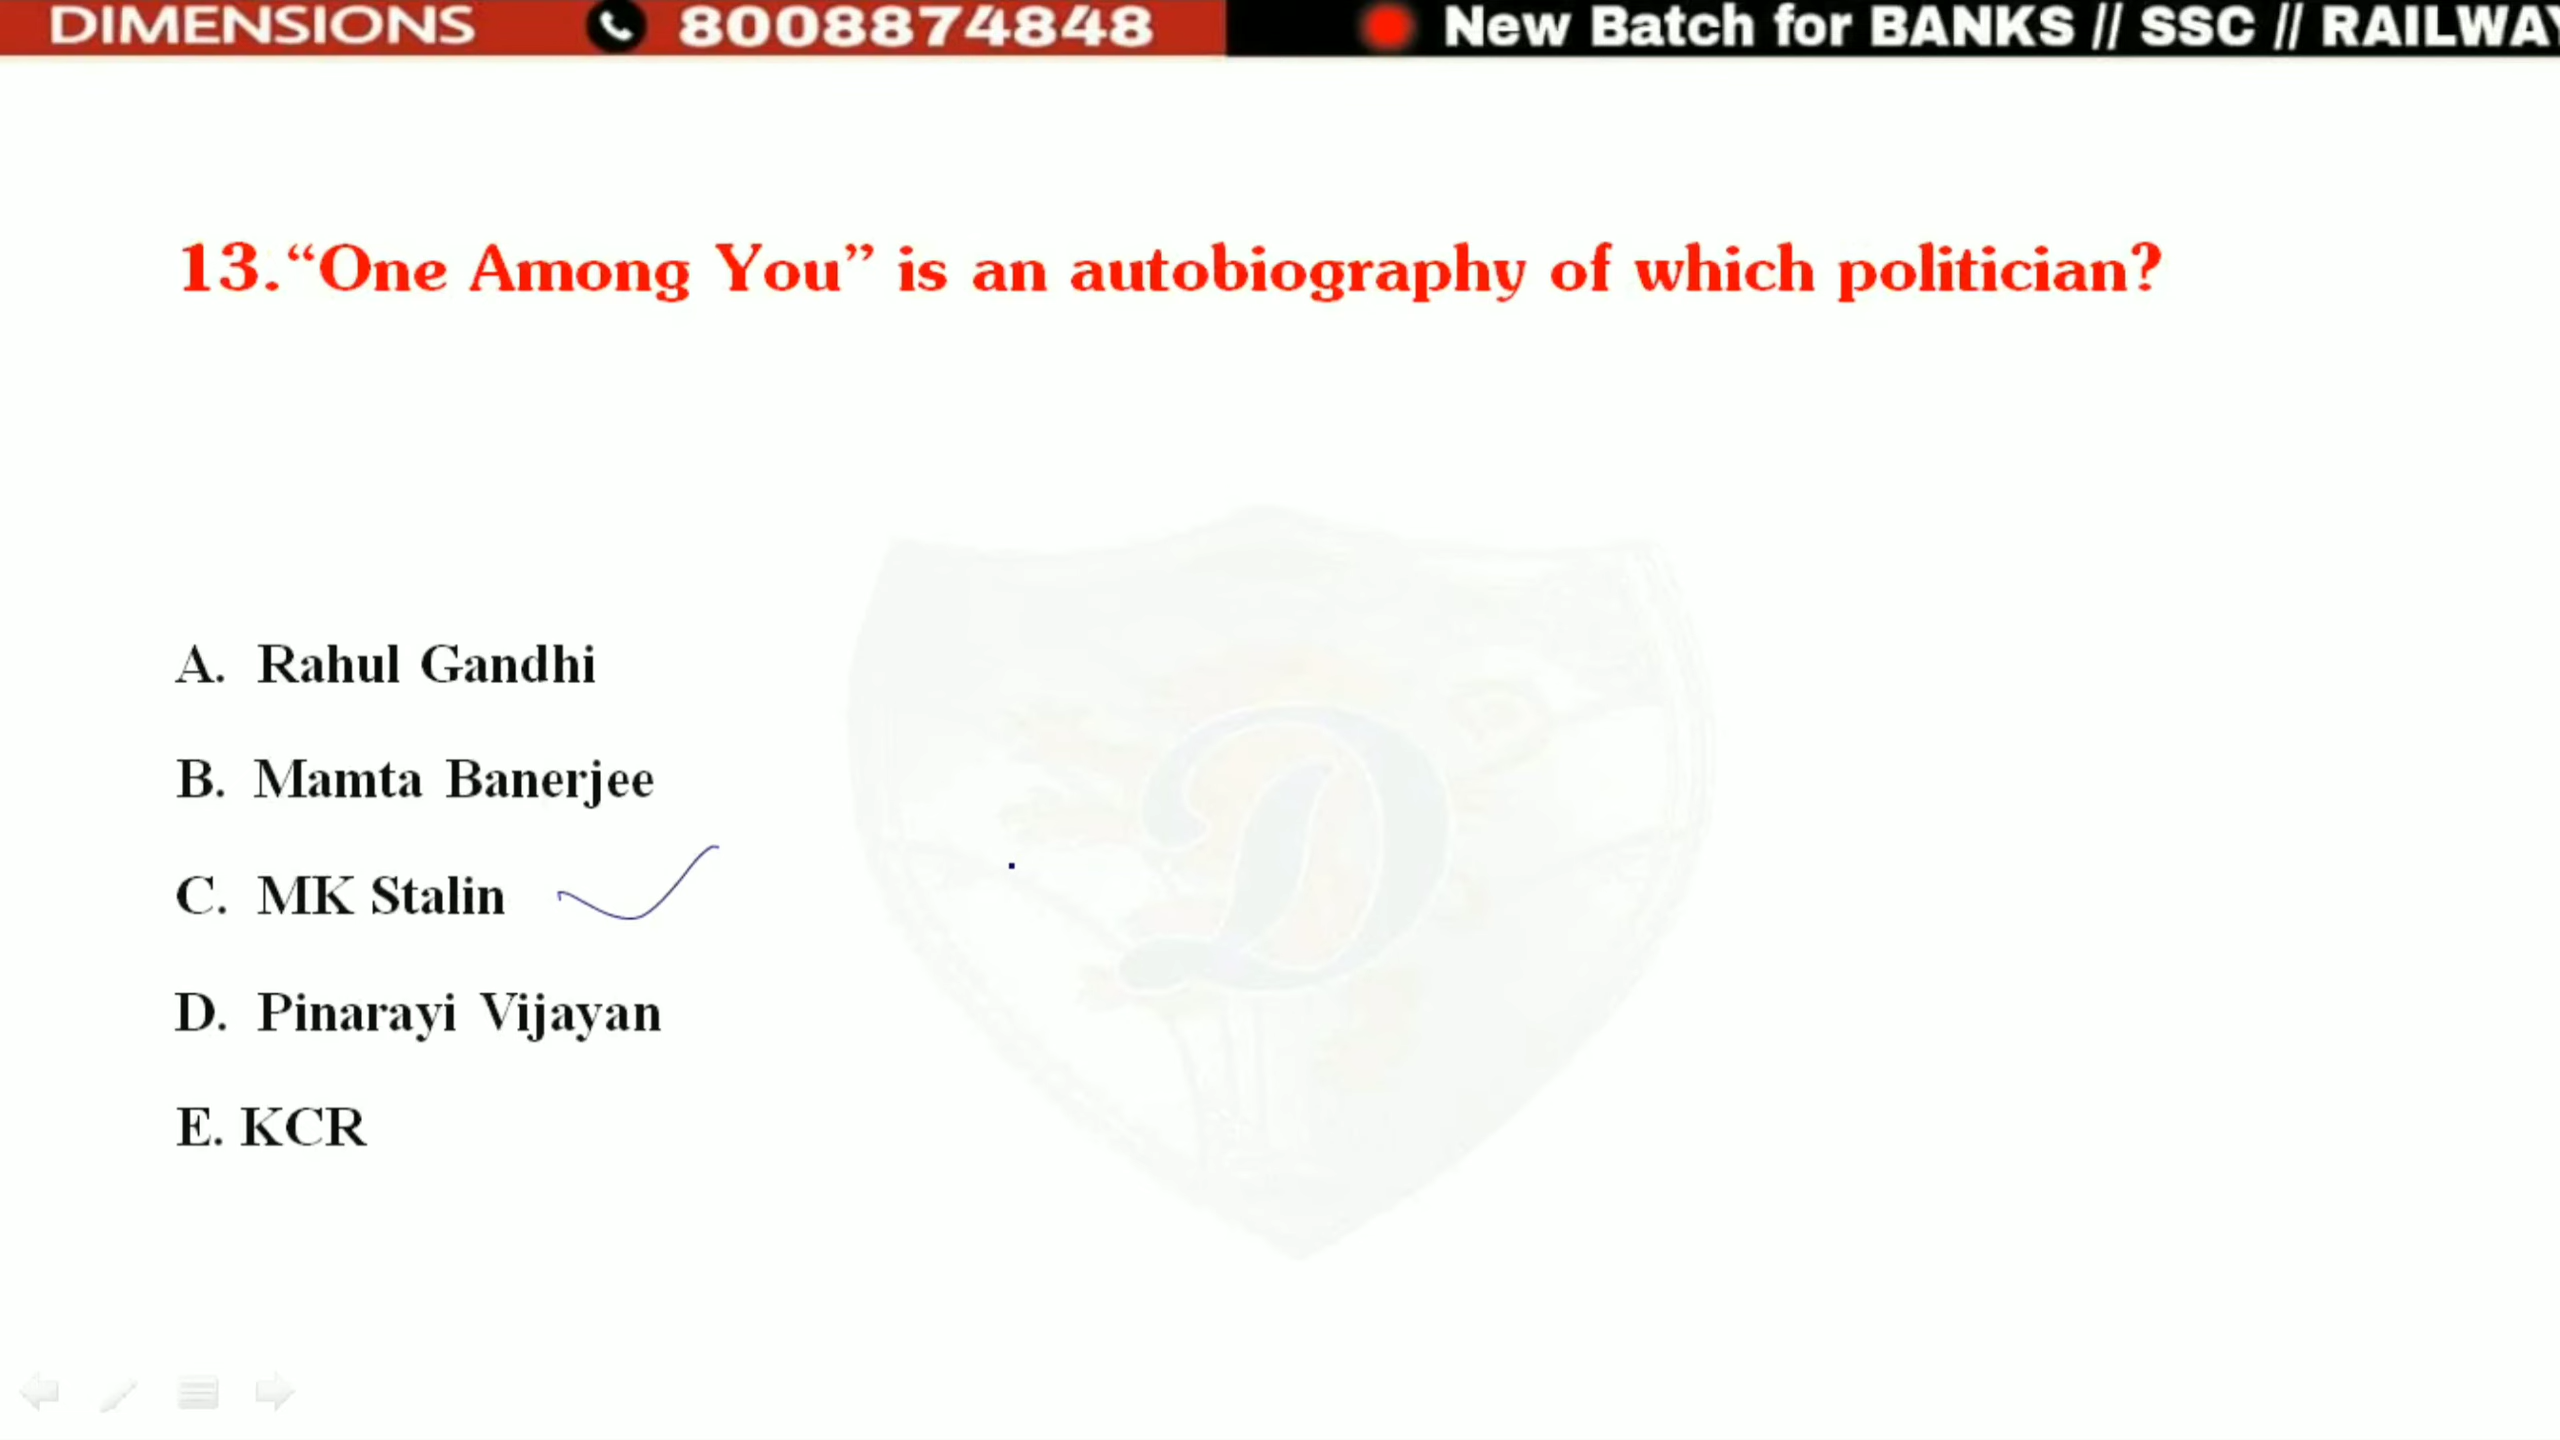 DIMENSIONS 8008874848 New Batch for BANKS // SSC // RAILWAY
13.“One Among You” is an autobiography of which politician?
D
A. Rahul Gandhi
B. Mamta Banerjee
C. MK Stalin
D. Pinarayi Vijayan
E. KCR